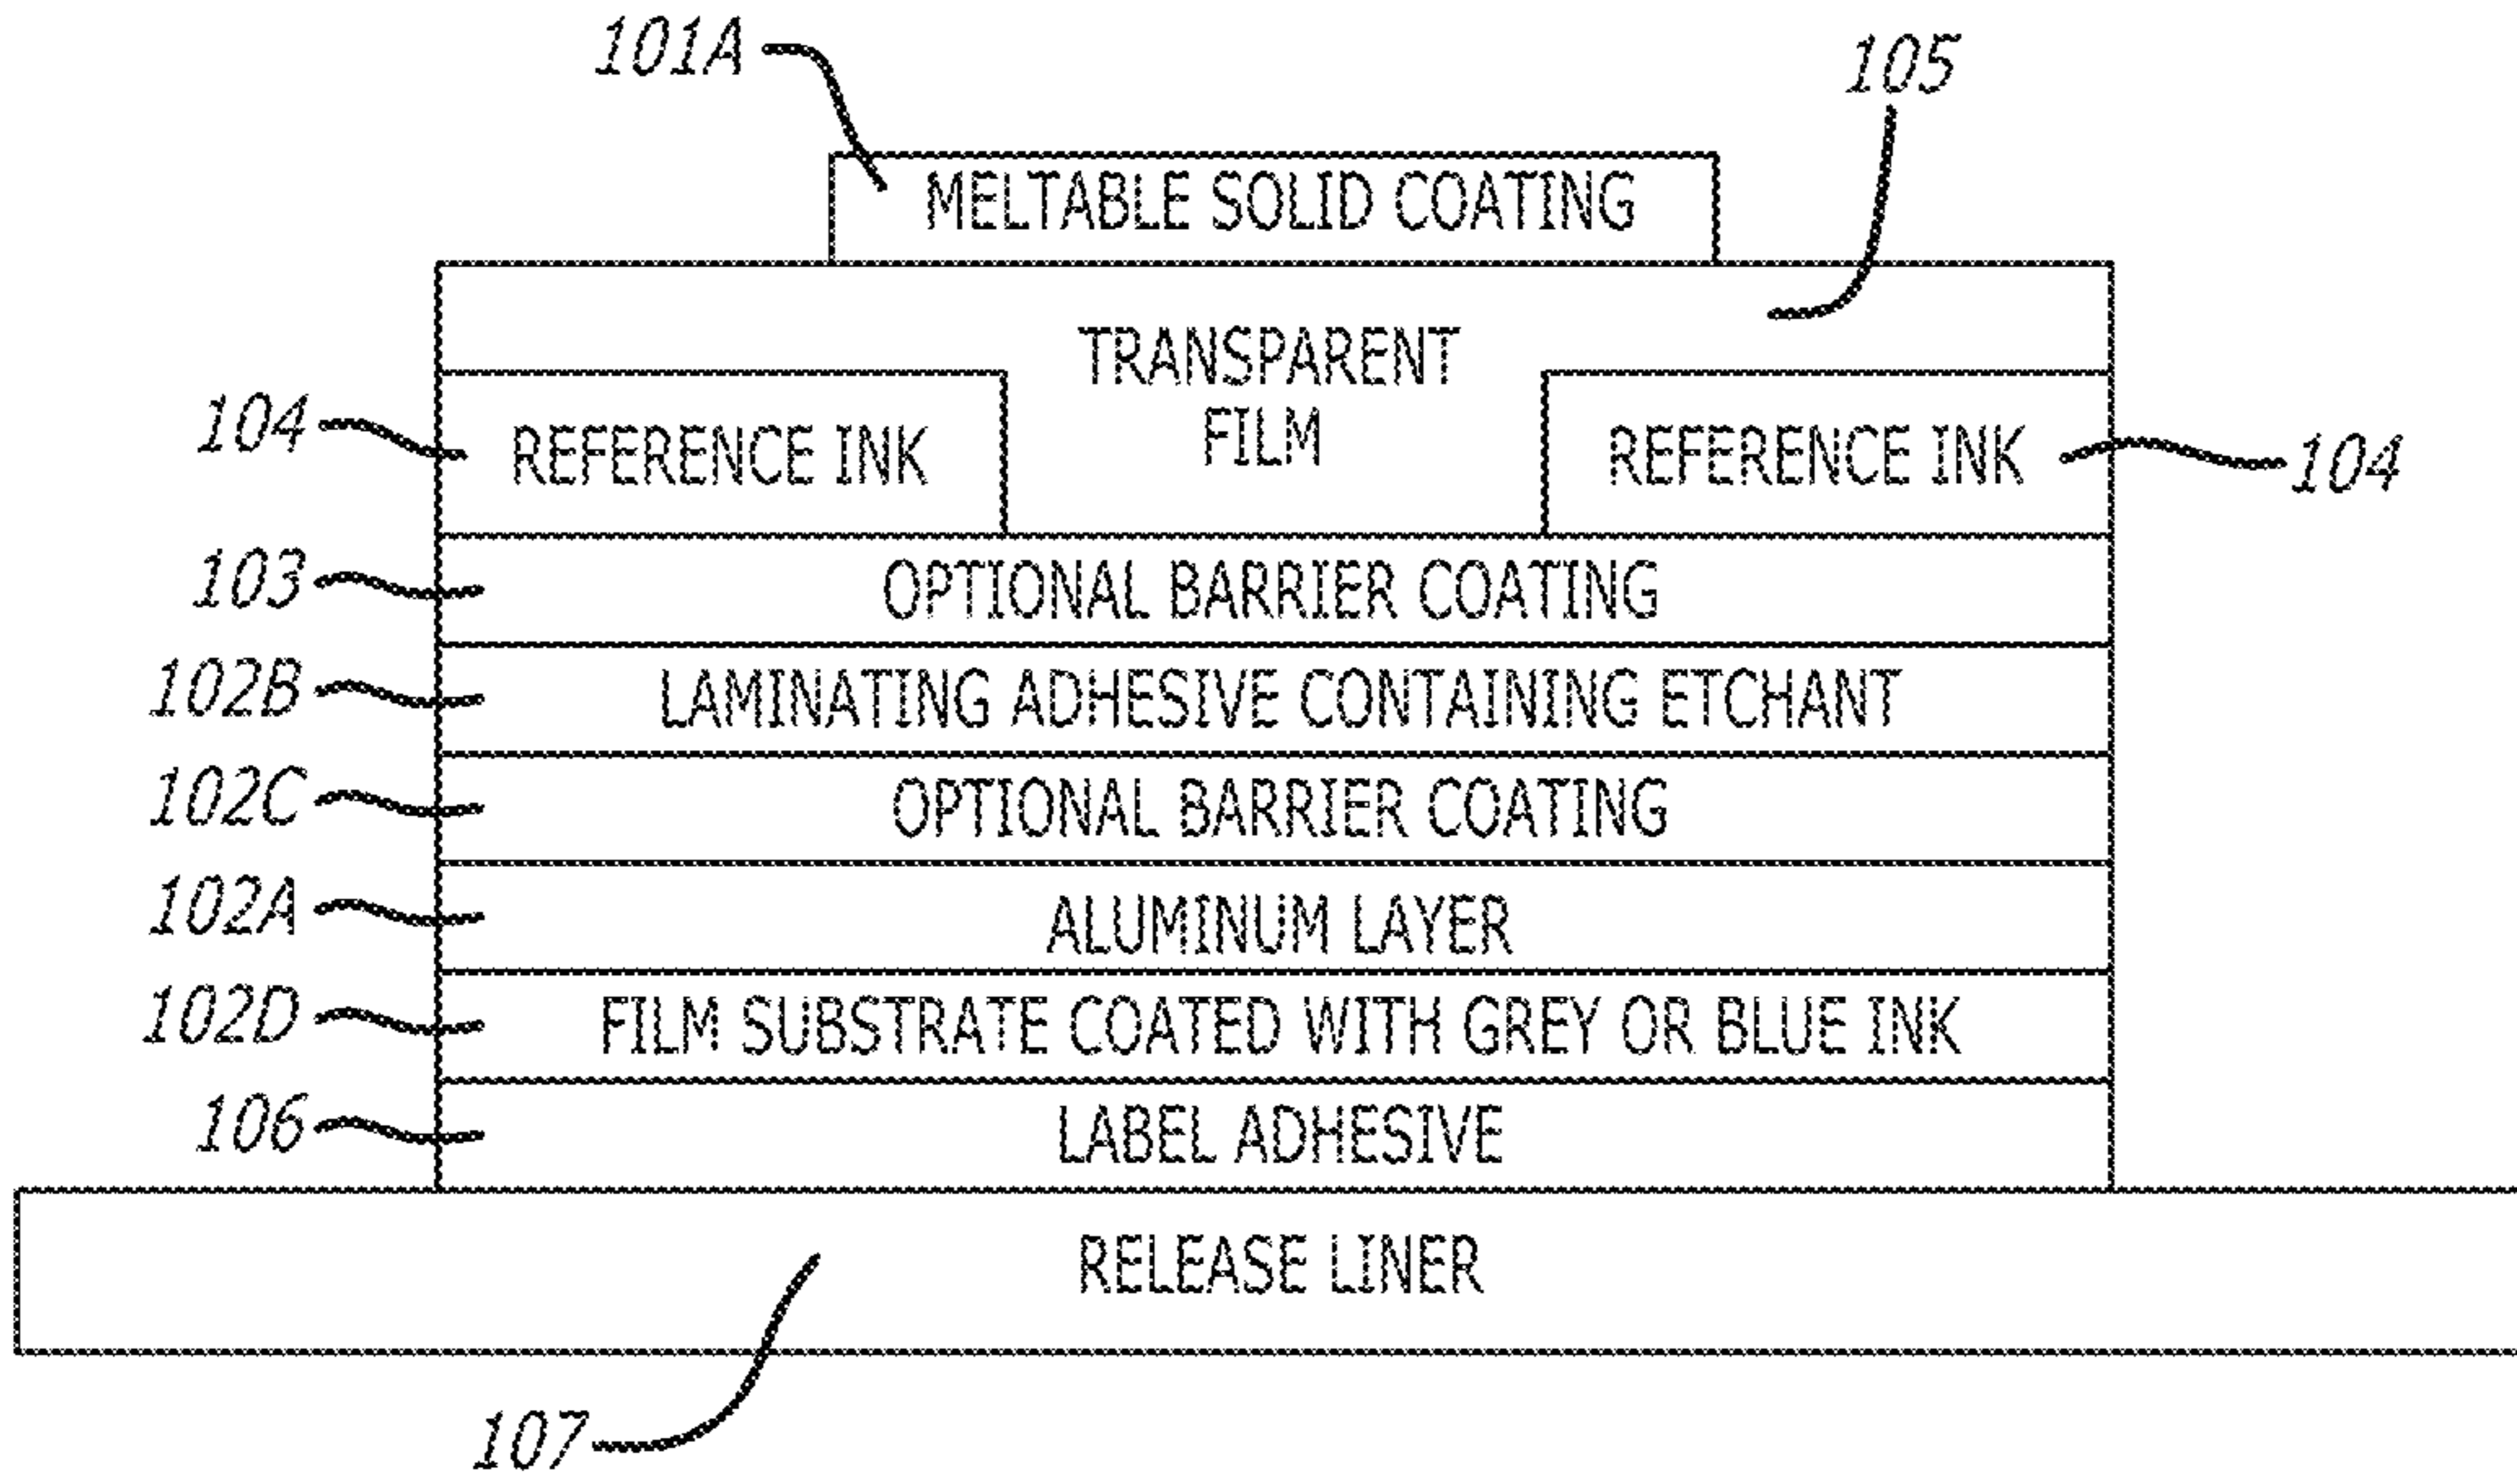 101A
105
MELTABLE SOLID COATING
TRANSPARENT
FILM
104
REFERENCE INK
REFERENCE INK
104
103
OPTIONAL BARRIER COATING
102B
LAMINATING ADHESIVE CONTAINING ETCHANT
102C
OPTIONAL BARRIER COATING
102A
ALUMINUM LAYER
102D
FILM SUBSTRATE COATED WITH GREY OR BLUE INK
106
LABEL ADHESIVE
RELEASE LINER
107